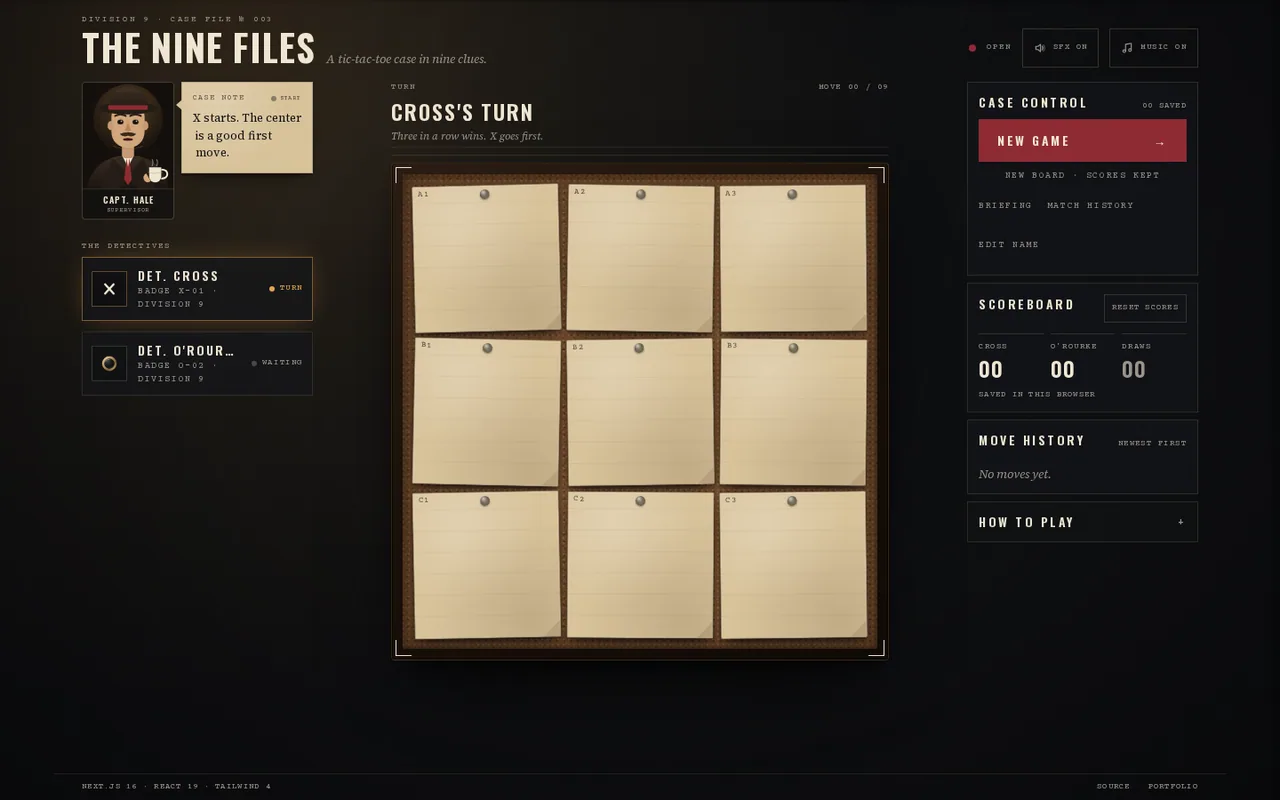 DIVISION 9 · CASE FILE № 003
THE NINE FILES
A tic-tac-toe case in nine clues.
OPEN
SFX ON
MUSIC ON
CASE NOTE
START
X starts. The center
is a good first
move.
CAPT. HALE
SUPERVISOR
THE DETECTIVES
DET. CROSS
BADGE X-01 ·
DIVISION 9
TURN
DET. O'ROUR…
BADGE O-02 ·
DIVISION 9
WAITING
TURN
MOVE 00 / 09
CROSS'S TURN
Three in a row wins. X goes first.
A1
A2
A3
B1
B2
B3
C1
C2
C3
CASE CONTROL
00 SAVED
NEW GAME →
NEW BOARD · SCORES KEPT
BRIEFING
MATCH HISTORY
EDIT NAME
SCOREBOARD
RESET SCORES
CROSS
O'ROURKE
DRAWS
00
00
00
SAVED IN THIS BROWSER
MOVE HISTORY
NEWEST FIRST
No moves yet.
HOW TO PLAY
+
NEXT.JS 16 · REACT 19 · TAILWIND 4
SOURCE
PORTFOLIO